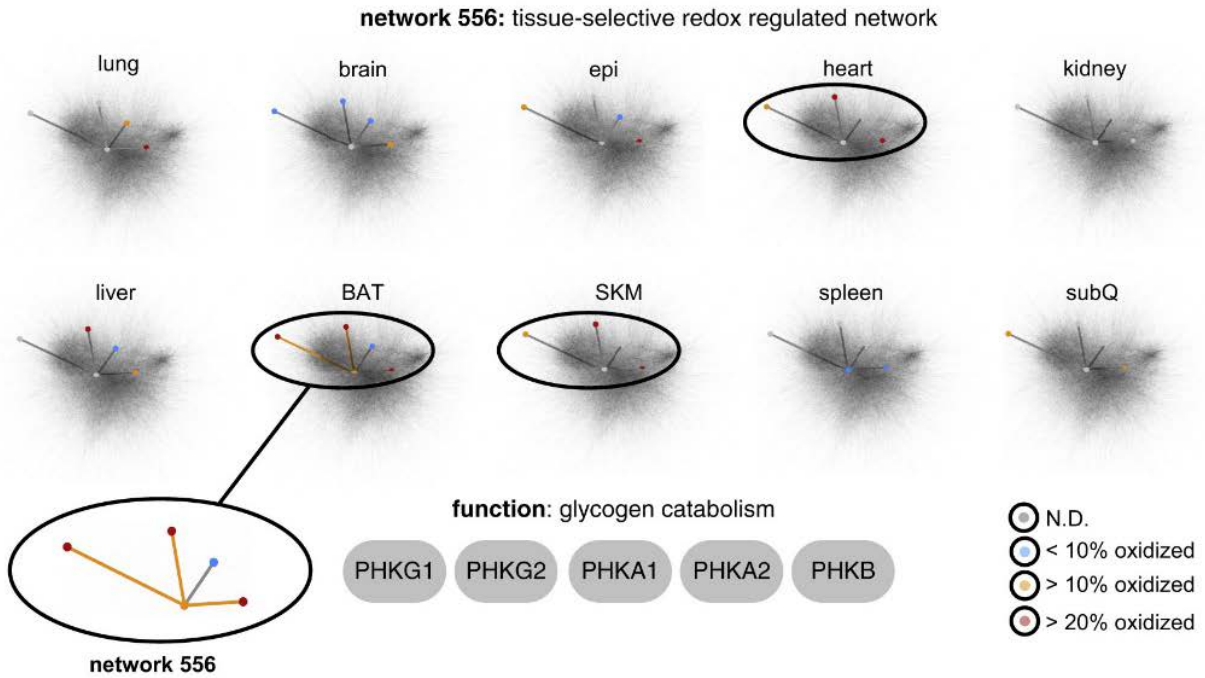 network 556: tissue-selective redox regulated network
lung
brain
epi
heart
kidney
liver
BAT
SKM
spleen
subQ
function: glycogen catabolism
PHKG1
PHKG2
PHKA1
PHKA2
PHKB
N.D.
< 10% oxidized
> 10% oxidized
> 20% oxidized
network 556